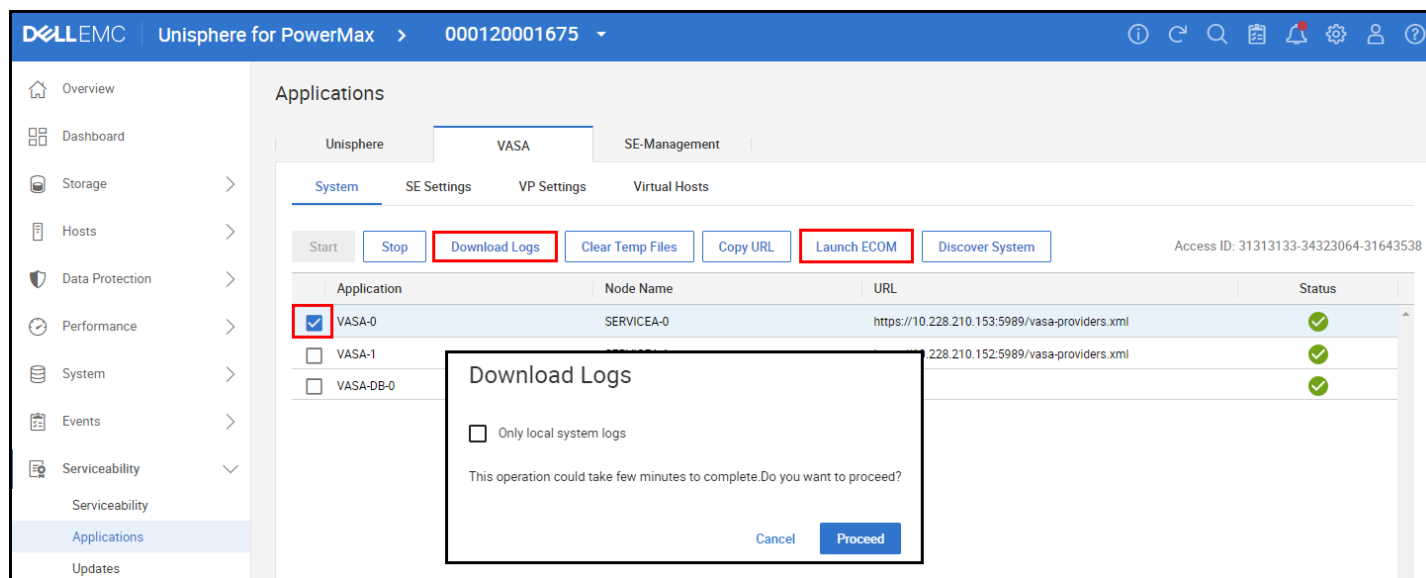 DELLEMC Unisphere for PowerMax > 000120001675
Overview
Dashboard
Storage
Hosts
Data Protection
Performance
System
Events
Serviceability
Serviceability
Applications
Updates
Applications
Unisphere VASA SE-Management
System SE Settings VP Settings Virtual Hosts
Start Stop Download Logs Clear Temp Files Copy URL Launch ECOM Discover System Access ID: 31313133-34323064-31643538
Application Node Name URL Status
VASA-0 SERVICEA-0 https://10.228.210.153:5989/vasa-providers.xml
VASA-1 .228.210.152:5989/vasa-providers.xml
VASA-DB-0
Download Logs
Only local system logs
This operation could take few minutes to complete.Do you want to proceed?
Cancel Proceed